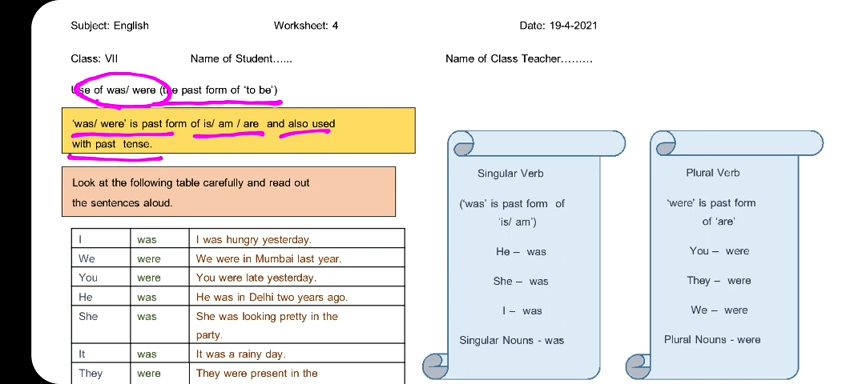 Subject: English Worksheet: 4 Date: 19-4-2021
Class: VII Name of Student...... Name of Class Teacher.........
Use of was/ were (the past form of 'to be')
'was/ were' is past form of is/ am / are and also used
with past tense.
Look at the following table carefully and read out
the sentences aloud.
I was I was hungry yesterday.
We were We were in Mumbai last year.
You were You were late yesterday.
He was He was in Delhi two years ago.
She was She was looking pretty in the
party.
It was It was a rainy day.
They were They were present in the
Singular Verb
('was' is past form of
'is/ am')
He – was
She – was
I – was
Singular Nouns - was
Plural Verb
'were' is past form
of 'are'
You – were
They – were
We – were
Plural Nouns - were